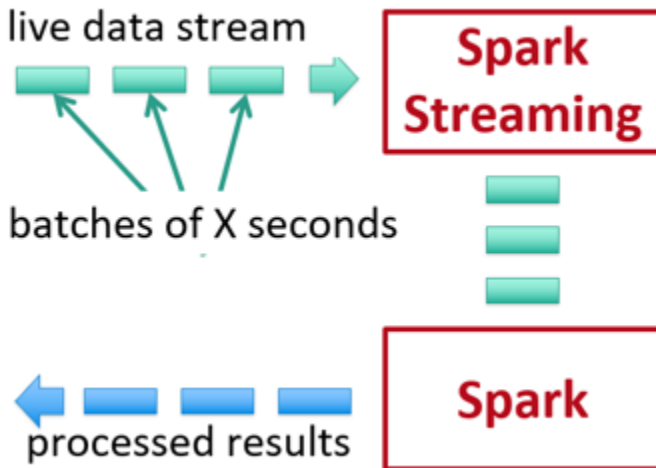 live data stream
Spark
Streaming
batches of X seconds
Spark
processed results